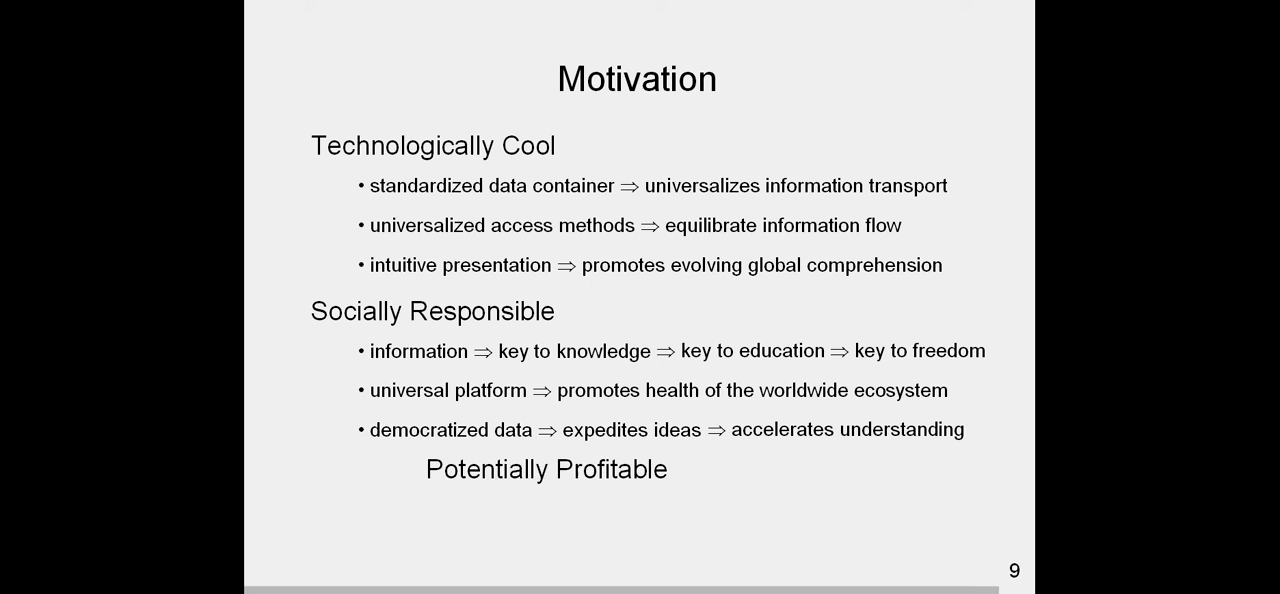 Motivation
Technologically Cool
• standardized data container ⇒ universalizes information transport
• universalized access methods ⇒ equilibrate information flow
• intuitive presentation ⇒ promotes evolving global comprehension
Socially Responsible
• information ⇒ key to knowledge ⇒ key to education ⇒ key to freedom
• universal platform ⇒ promotes health of the worldwide ecosystem
• democratized data ⇒ expedites ideas ⇒ accelerates understanding
Potentially Profitable
9